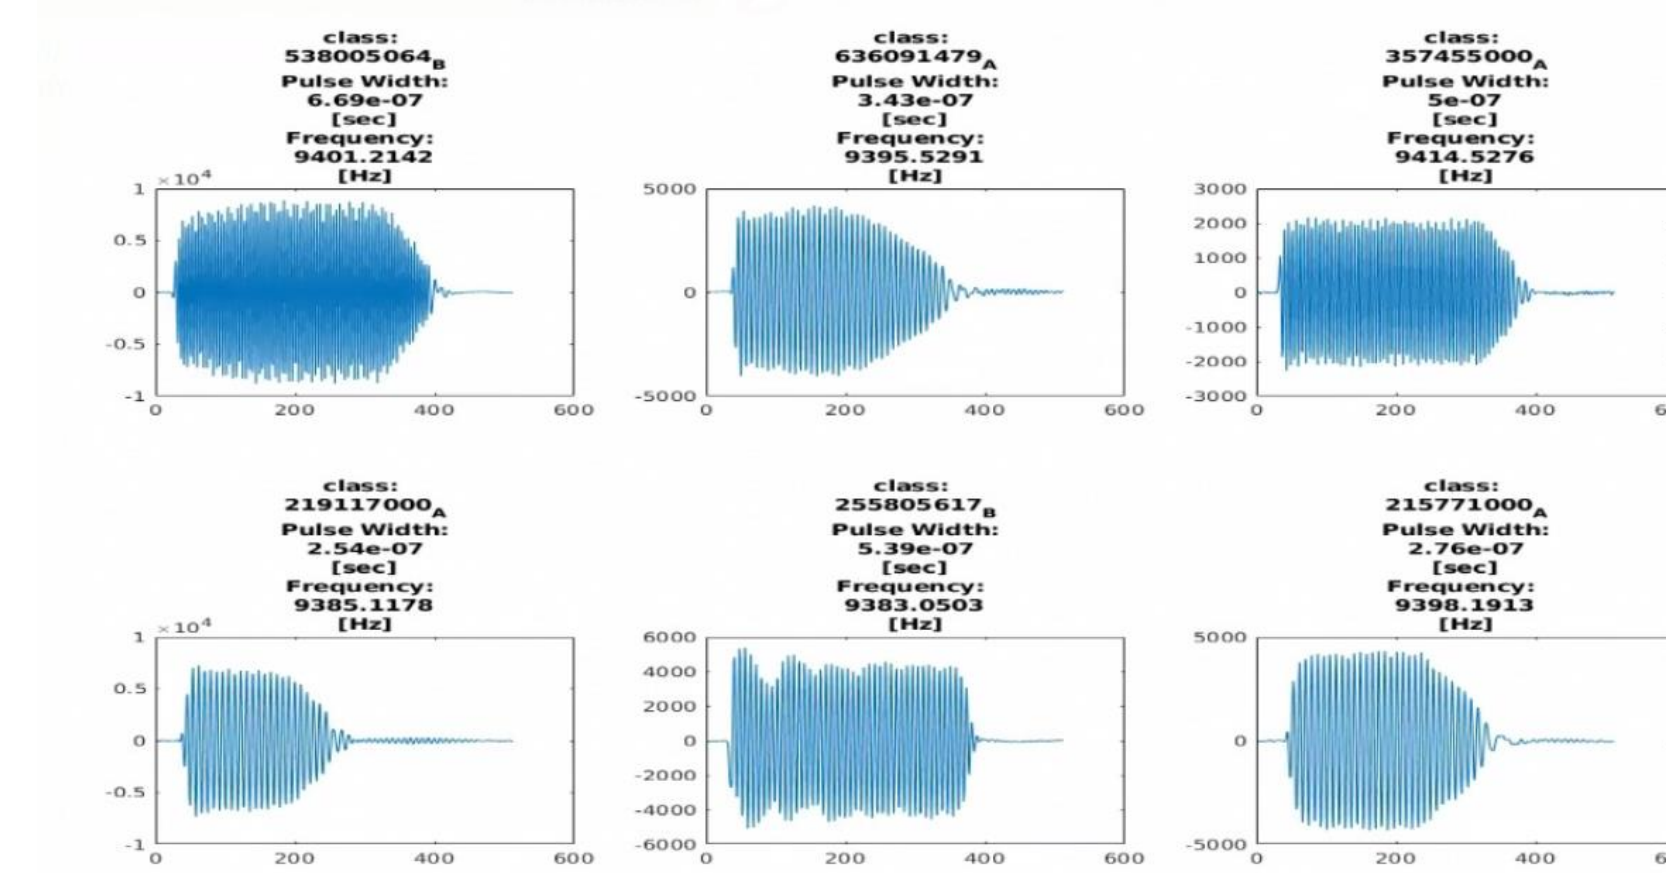 class:
538005064B
Pulse Width:
6.69e-07
[sec]
Frequency:
9401.2142
[Hz]
×10^4
1
0.5
0
-0.5
-1
0 200 400 600
class:
636091479A
Pulse Width:
3.43e-07
[sec]
Frequency:
9395.5291
[Hz]
5000
0
-5000
0 200 400 600
class:
357455000A
Pulse Width:
5e-07
[sec]
Frequency:
9414.5276
[Hz]
3000
2000
1000
0
-1000
-2000
-3000
0 200 400 6
class:
219117000A
Pulse Width:
2.54e-07
[sec]
Frequency:
9385.1178
[Hz]
×10^4
1
0.5
0
-0.5
-1
0 200 400 600
class:
255805617B
Pulse Width:
5.39e-07
[sec]
Frequency:
9383.0503
[Hz]
6000
4000
2000
0
-2000
-4000
-6000
0 200 400 600
class:
215771000A
Pulse Width:
2.76e-07
[sec]
Frequency:
9398.1913
[Hz]
5000
0
-5000
0 200 400 6